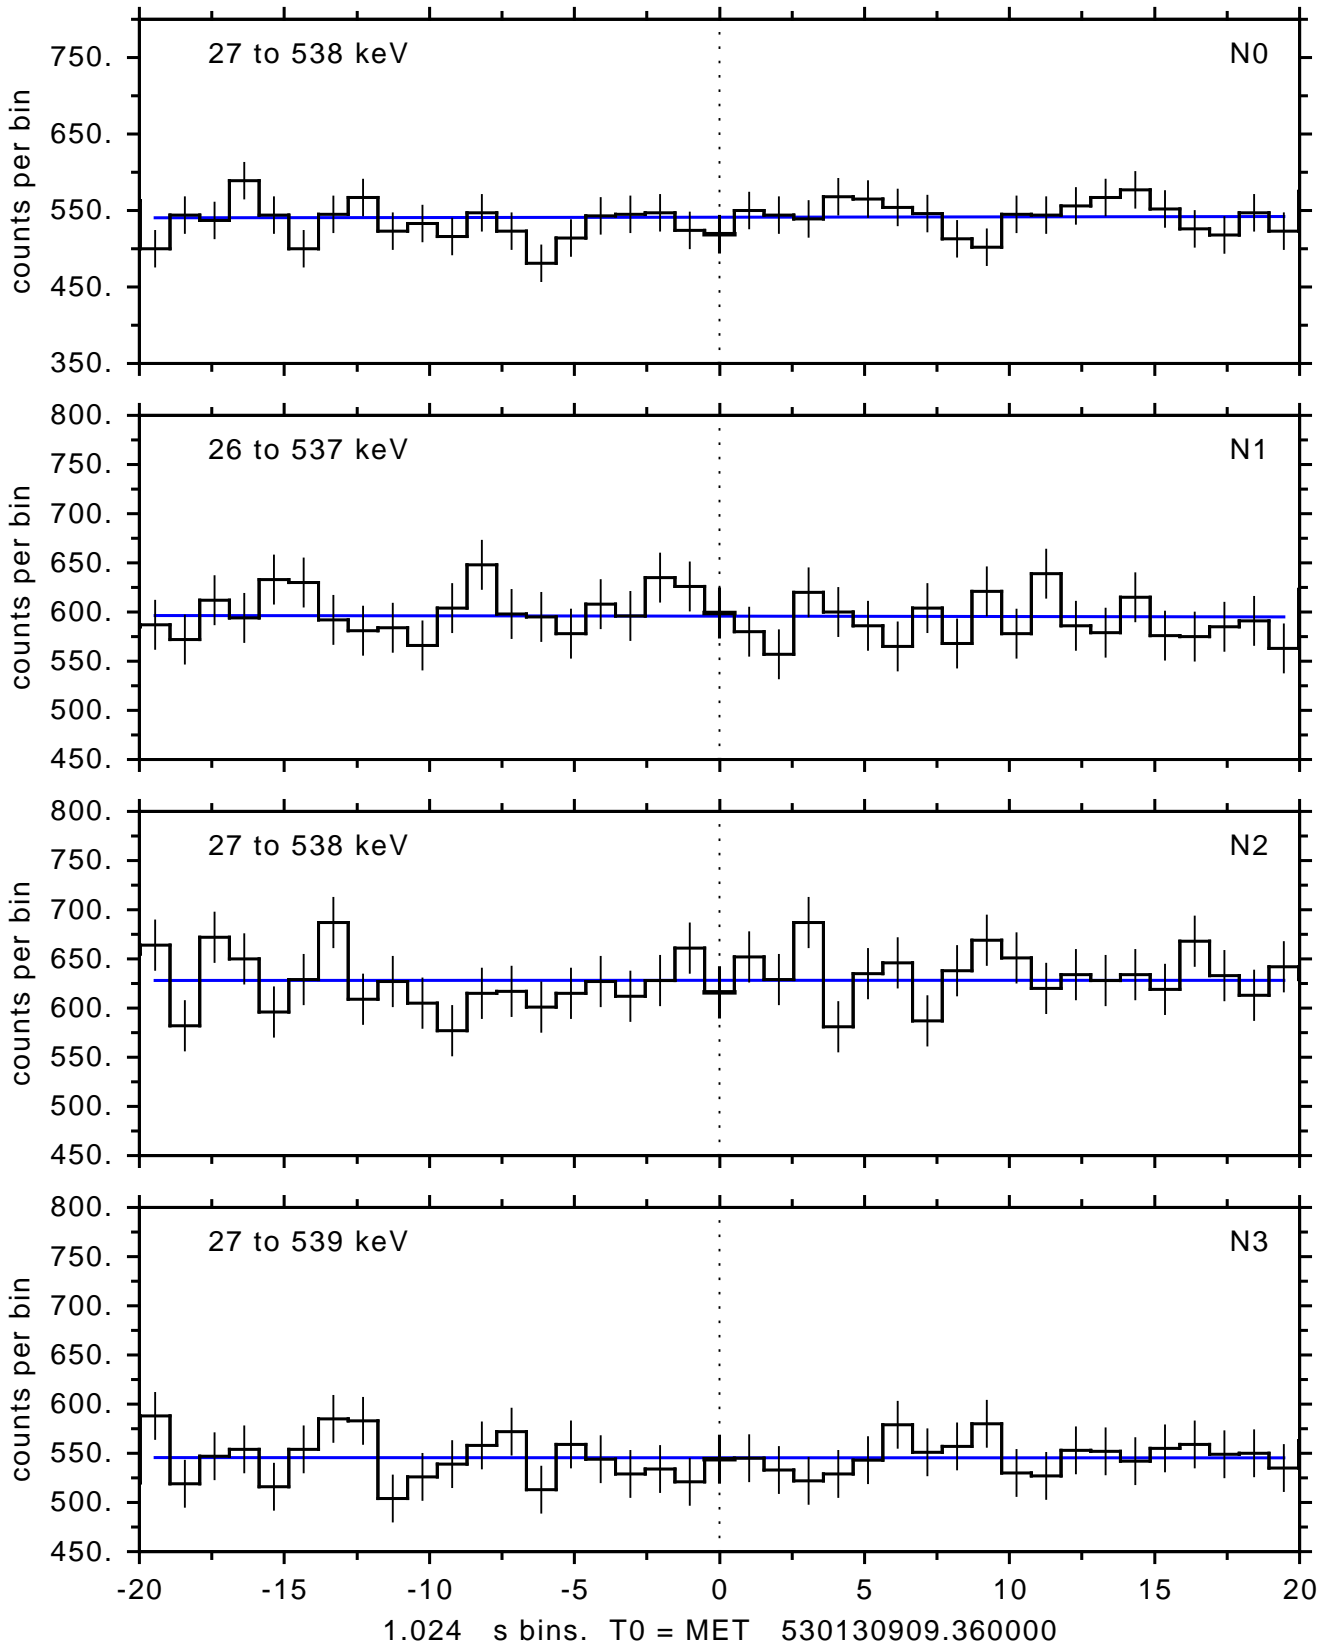 27 to 538 keV N0
counts per bin
750.
650.
550.
450.
350.
26 to 537 keV N1
counts per bin
800.
750.
700.
650.
600.
550.
500.
450.
27 to 538 keV N2
counts per bin
800.
750.
700.
650.
600.
550.
500.
450.
27 to 539 keV N3
counts per bin
800.
750.
700.
650.
600.
550.
500.
450.
-20 -15 -10 -5 0 5 10 15 20
1.024 s bins. T0 = MET 530130909.360000